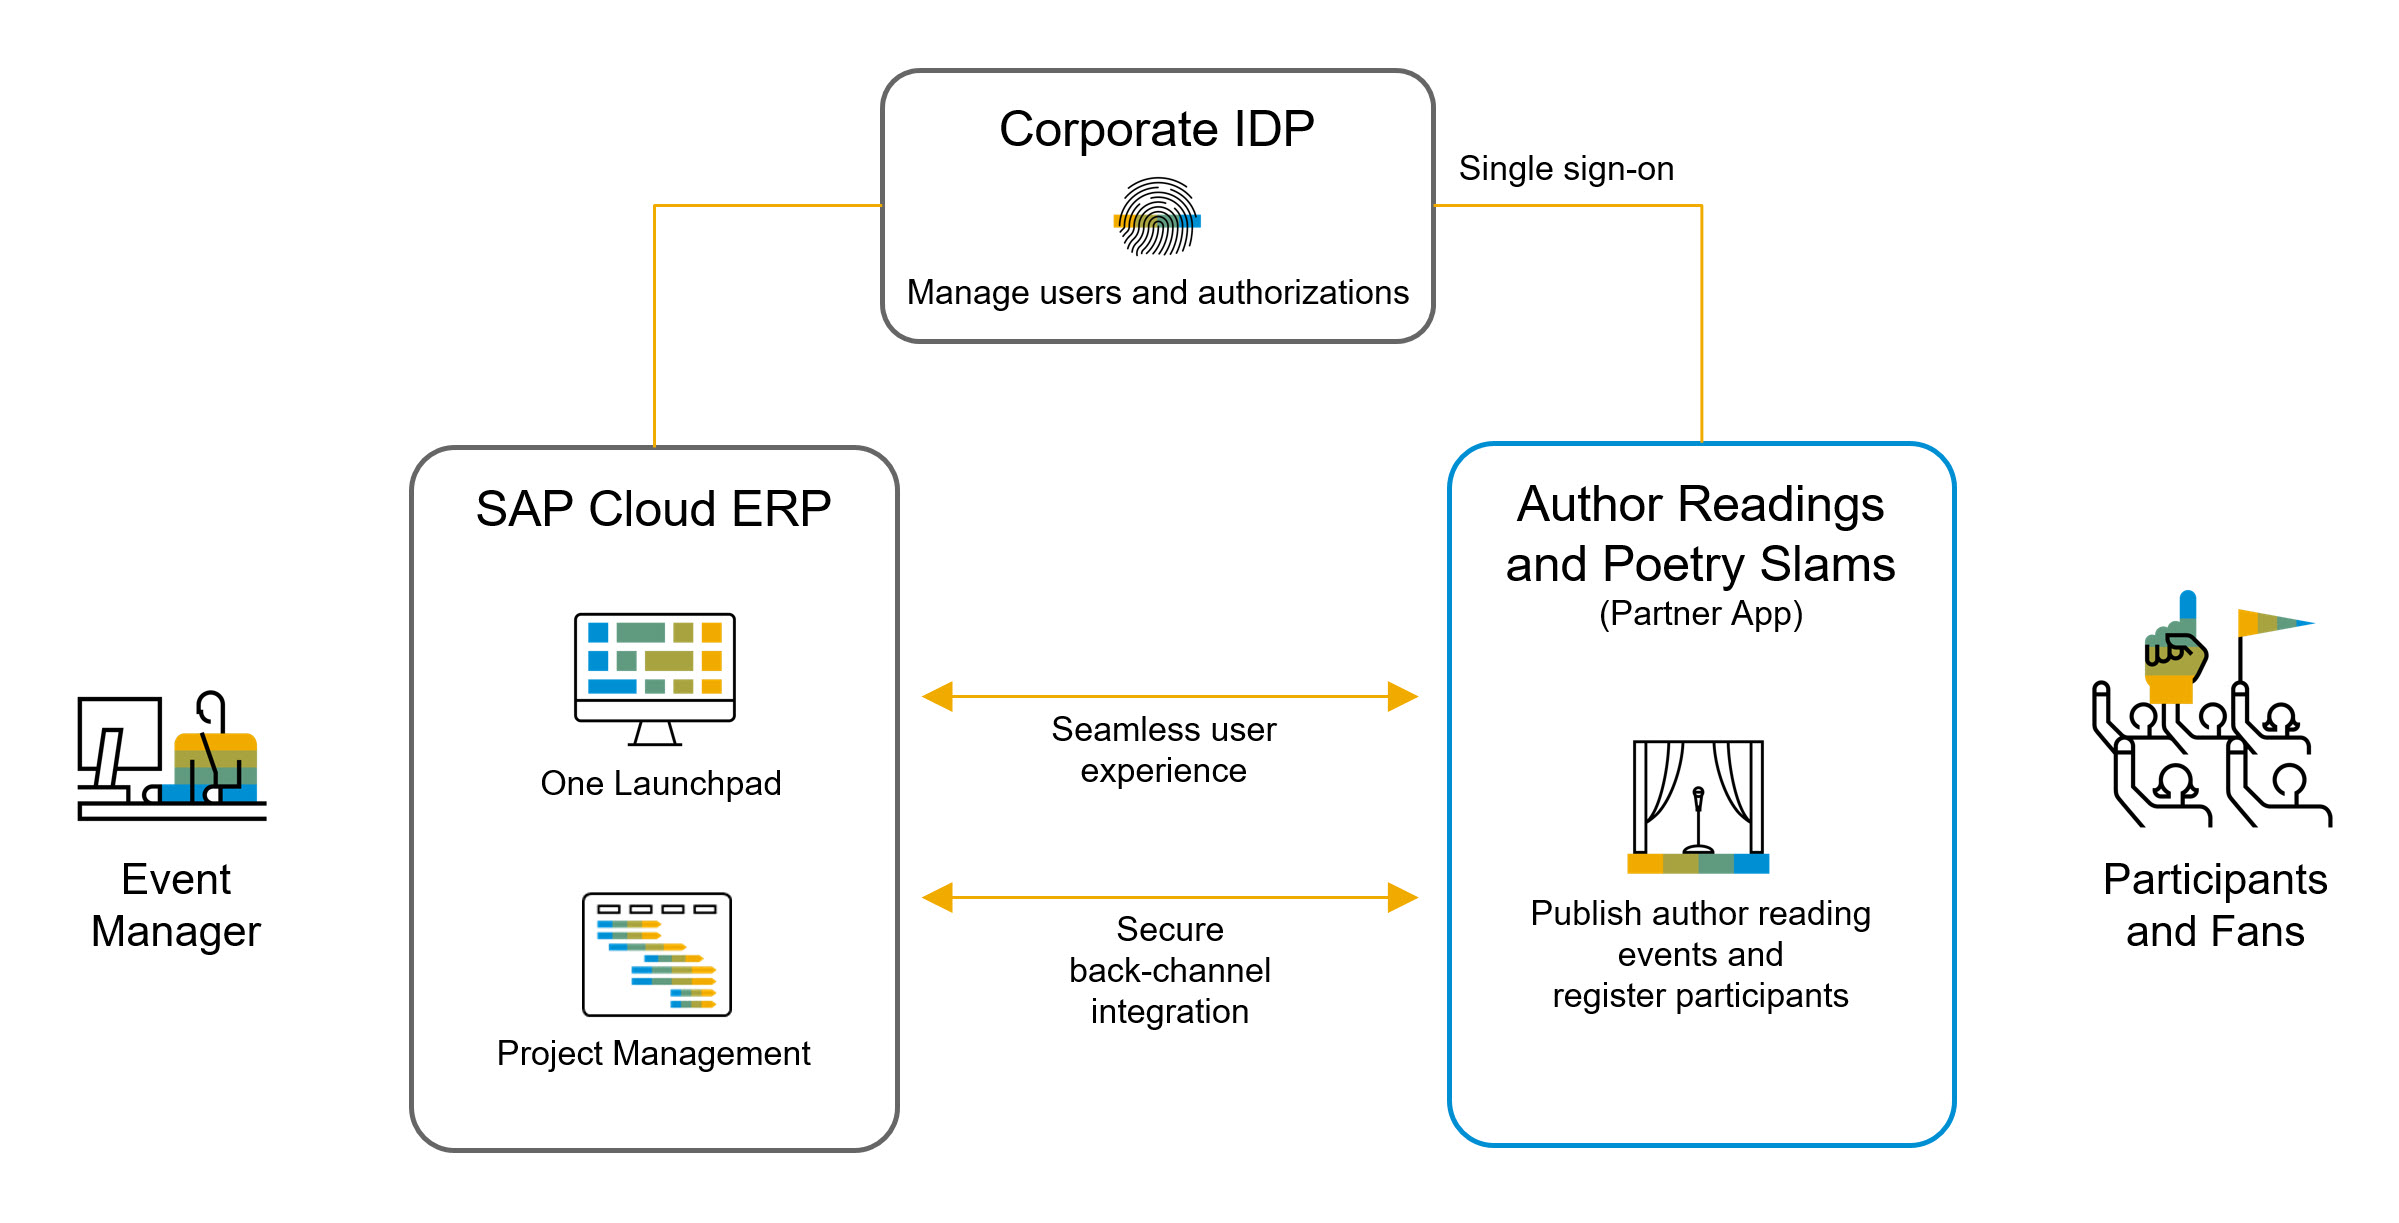 Corporate IDP
Manage users and authorizations
Single sign-on
SAP Cloud ERP
One Launchpad
Project Management
Seamless user
experience
Secure
back-channel
integration
Author Readings
and Poetry Slams
(Partner App)
Publish author reading
events and
register participants
Event
Manager
Participants
and Fans